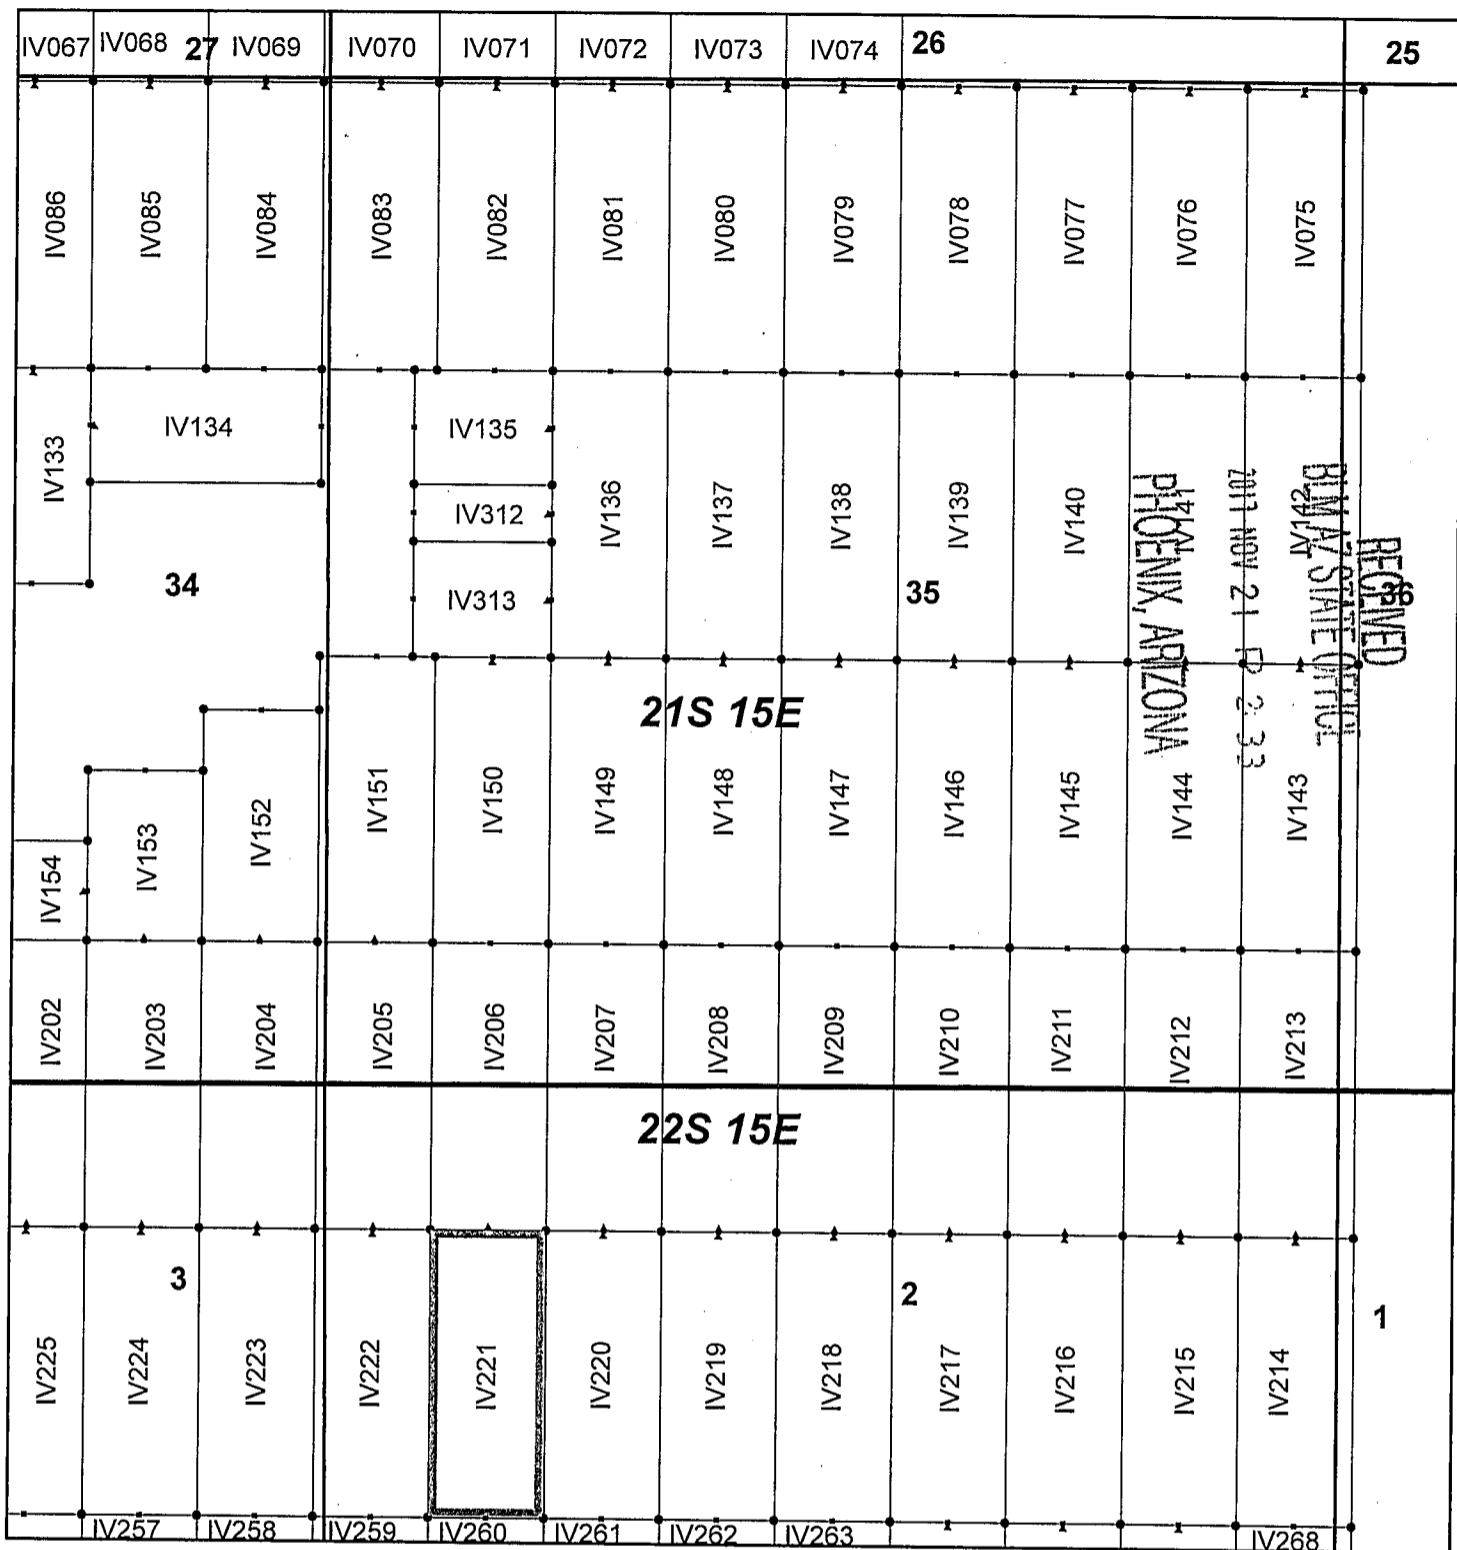 IV067 IV068 27 IV069 IV070 IV071 IV072 IV073 IV074 26 25
IV086 IV085 IV084 IV083 IV082 IV081 IV080 IV079 IV078 IV077 IV076 IV075
IV133 IV134 IV135 IV312 IV313 IV136 IV137 IV138 IV139 IV140 IV141 IV142
34 35 36
RECEIVED
BLM AZ STATE OFFICE
2017 NOV 21 P 2:33
PHOENIX, ARIZONA
21S 15E
IV154 IV153 IV152 IV151 IV150 IV149 IV148 IV147 IV146 IV145 IV144 IV143
IV202 IV203 IV204 IV205 IV206 IV207 IV208 IV209 IV210 IV211 IV212 IV213
22S 15E
3 2 1
IV225 IV224 IV223 IV222 IV221 IV220 IV219 IV218 IV217 IV216 IV215 IV214
IV257 IV258 IV259 IV260 IV261 IV262 IV263 IV268